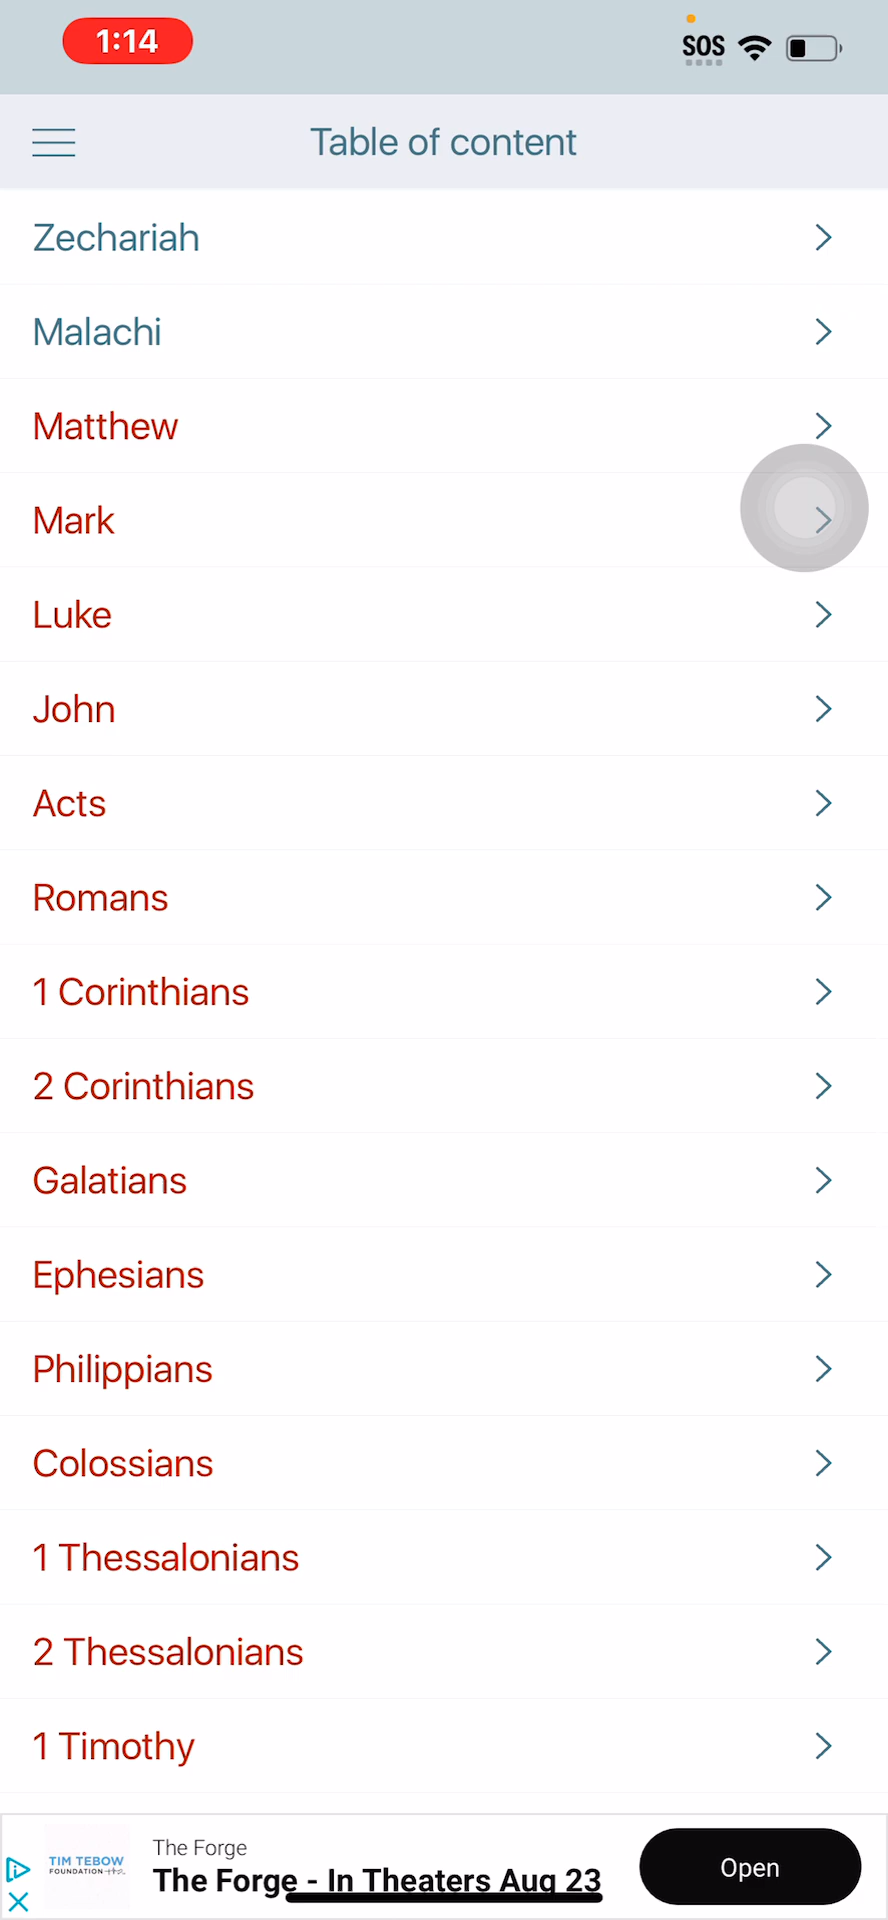 1:14
SOS
Table of content
Zechariah
Malachi
Matthew
Mark
Luke
John
Acts
Romans
1 Corinthians
2 Corinthians
Galatians
Ephesians
Philippians
Colossians
1 Thessalonians
2 Thessalonians
1 Timothy
TIM TEBOW
FOUNDATION
The Forge
The Forge - In Theaters Aug 23
Open